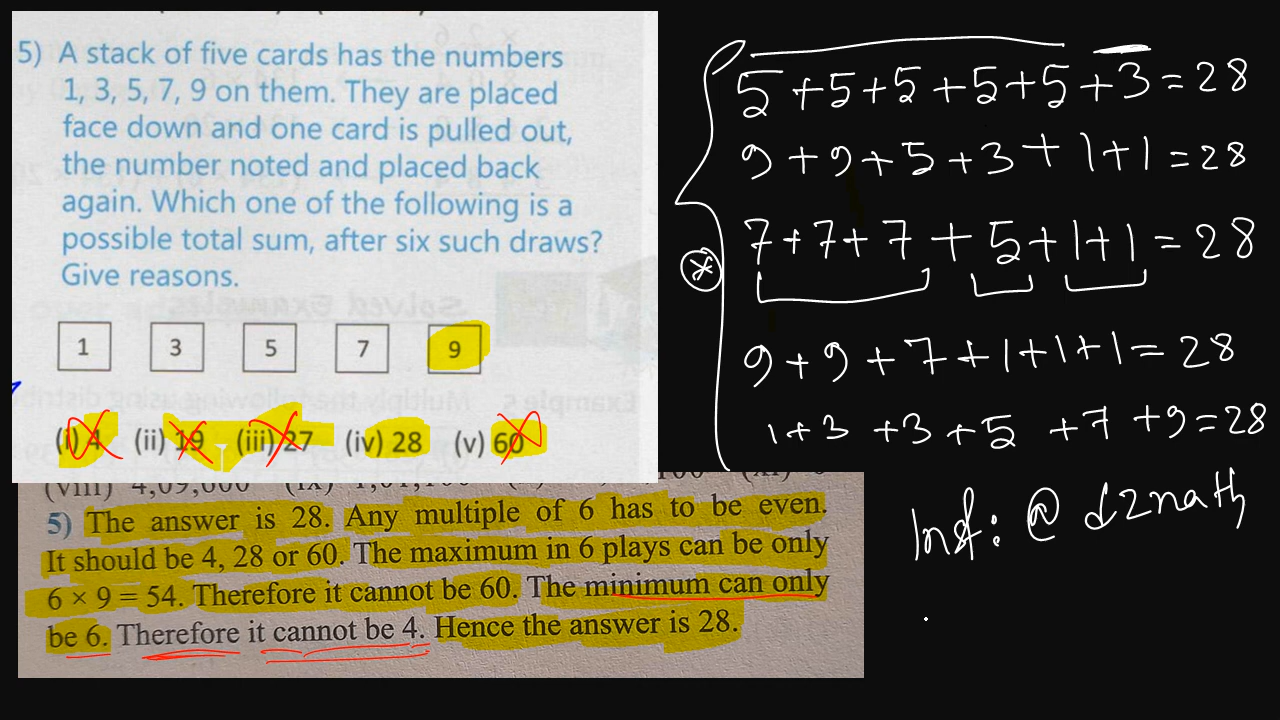 5) A stack of five cards has the numbers
1, 3, 5, 7, 9 on them. They are placed
face down and one card is pulled out,
the number noted and placed back
again. Which one of the following is a
possible total sum, after six such draws?
Give reasons.
1 3 5 7 9
(i) 4 (ii) 19 (iii) 27 (iv) 28 (v) 60
(viii) 4,09,000
5) The answer is 28. Any multiple of 6 has to be even.
It should be 4, 28 or 60. The maximum in 6 plays can be only
6 × 9 = 54. Therefore it cannot be 60. The minimum can only
be 6. Therefore it cannot be 4. Hence the answer is 28.
5+5+5+5+5+3=28
9+9+5+3+1+1=28
7+7+7+5+1+1=28
9+9+7+1+1+1=28
1+3+3+5+7+9=28
@dznath